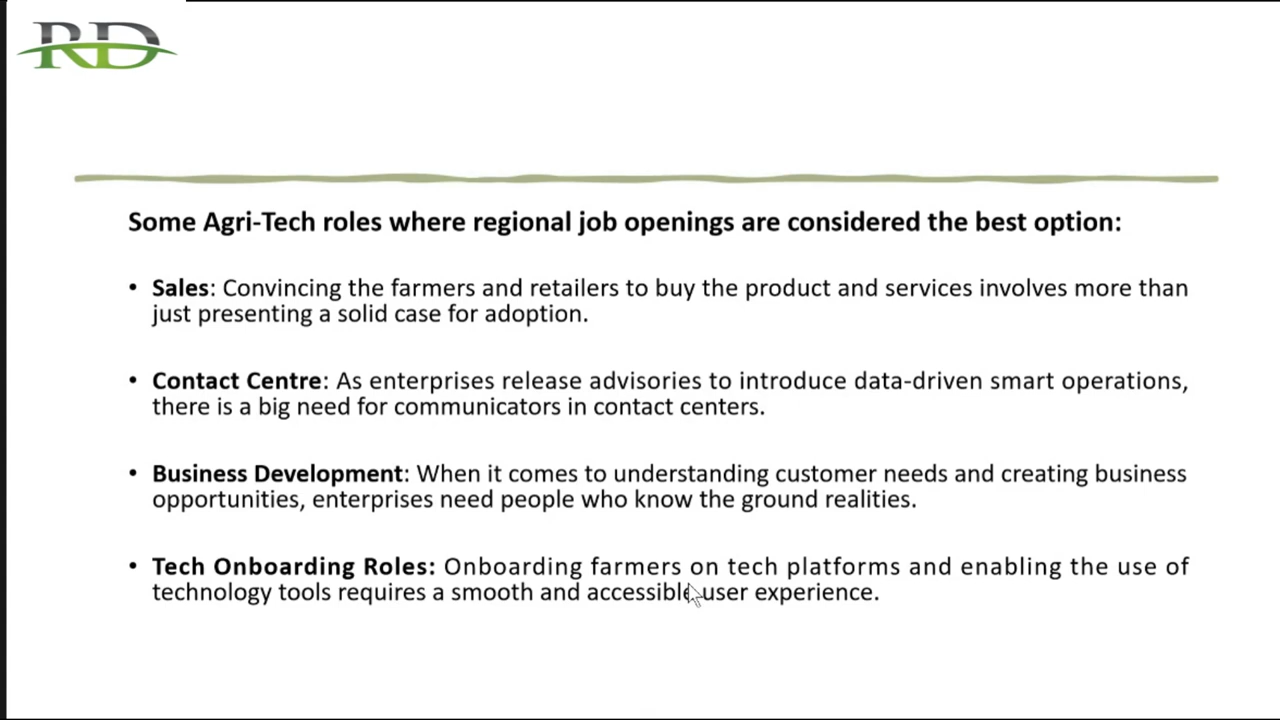 RD
Some Agri-Tech roles where regional job openings are considered the best option:
• Sales: Convincing the farmers and retailers to buy the product and services involves more than
just presenting a solid case for adoption.
• Contact Centre: As enterprises release advisories to introduce data-driven smart operations,
there is a big need for communicators in contact centers.
• Business Development: When it comes to understanding customer needs and creating business
opportunities, enterprises need people who know the ground realities.
• Tech Onboarding Roles: Onboarding farmers on tech platforms and enabling the use of
technology tools requires a smooth and accessible user experience.